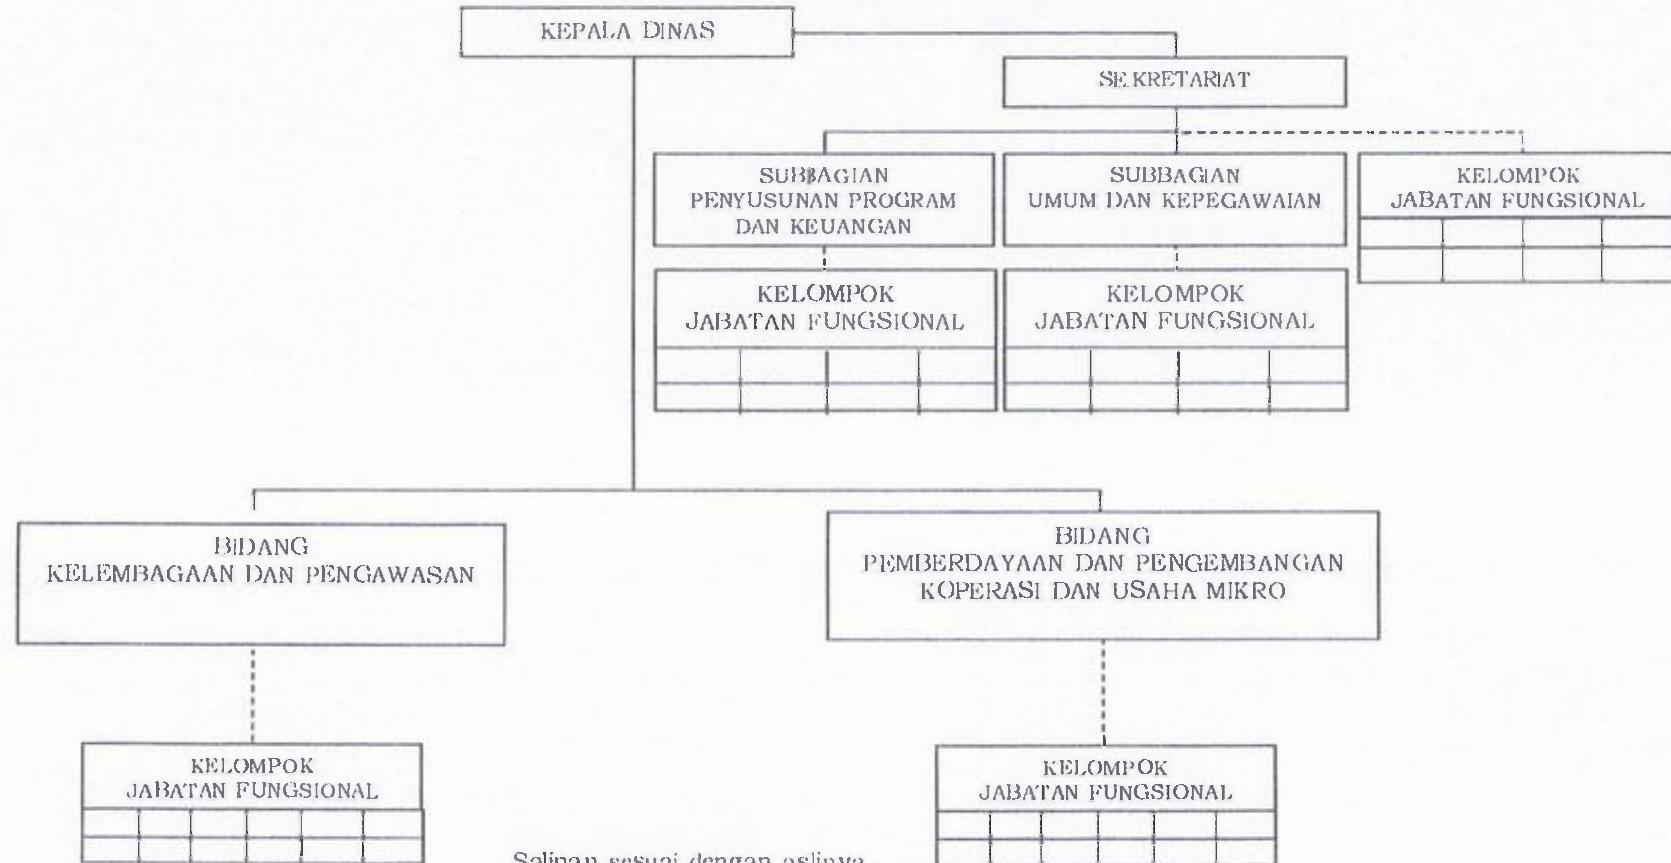 KEPALA DINAS
SEKRETARIAT
SUBBAGIAN
PENYUSUNAN PROGRAM
DAN KEUANGAN
SUBBAGIAN
UMUM DAN KEPEGAWAIAN
KELOMPOK
JABATAN FUNGSIONAL
KELOMPOK
JABATAN FUNGSIONAL
KELOMPOK
JABATAN FUNGSIONAL
BIDANG
KELEMBAGAAN DAN PENGAWASAN
BIDANG
PEMBERDAYAAN DAN PENGEMBANGAN
KOPERASI DAN USAHA MIKRO
KELOMPOK
JABATAN FUNGSIONAL
KELOMPOK
JABATAN FUNGSIONAL
Salinan sesuai dengan aslinya